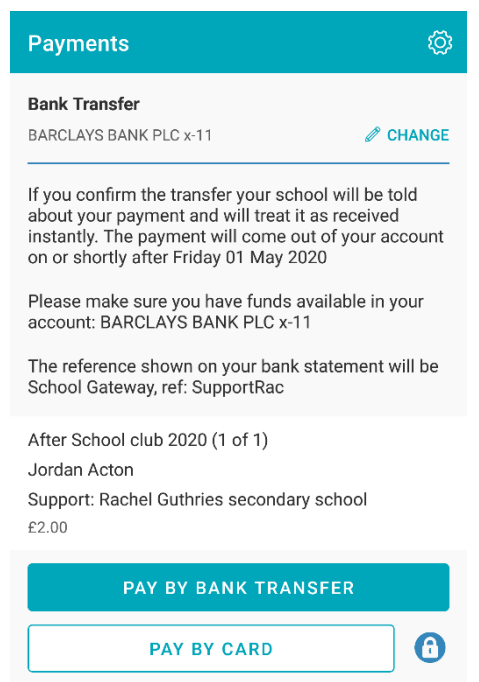 Payments
Bank Transfer
BARCLAYS BANK PLC x-11
CHANGE
If you confirm the transfer your school will be told
about your payment and will treat it as received
instantly. The payment will come out of your account
on or shortly after Friday 01 May 2020
Please make sure you have funds available in your
account: BARCLAYS BANK PLC x-11
The reference shown on your bank statement will be
School Gateway, ref: SupportRac
After School club 2020 (1 of 1)
Jordan Acton
Support: Rachel Guthries secondary school
£2.00
PAY BY BANK TRANSFER
PAY BY CARD